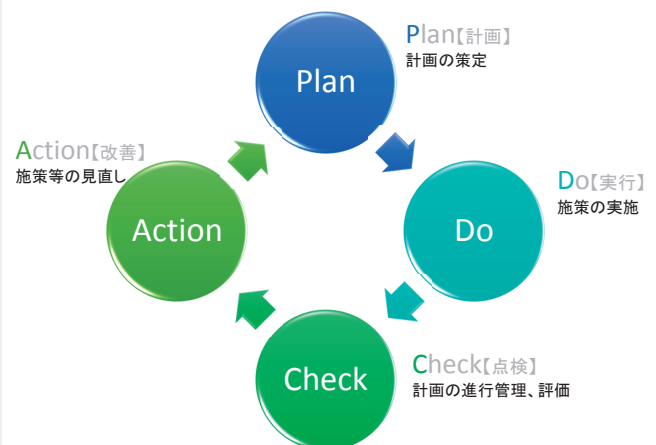 Plan
Plan【計画】
計画の策定
Do
Do【実行】
施策の実施
Check
Check【点検】
計画の進行管理、評価
Action
Action【改善】
施策等の見直し